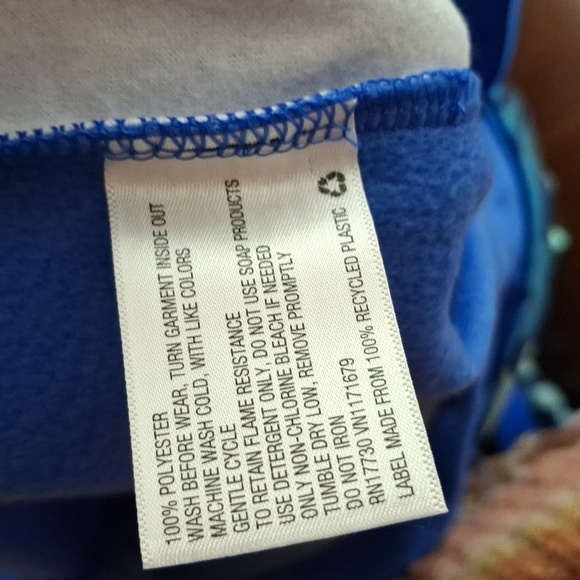 100% POLYESTER
WASH BEFORE WEAR, TURN GARMENT INSIDE OUT
MACHINE WASH COLD, WITH LIKE COLORS
GENTLE CYCLE
TO RETAIN FLAME RESISTANCE
USE DETERGENT ONLY, DO NOT USE SOAP PRODUCTS
ONLY NON-CHLORINE BLEACH IF NEEDED
TUMBLE DRY LOW, REMOVE PROMPTLY
DO NOT IRON
RN17730 VN1171679
LABEL MADE FROM 100% RECYCLED PLASTIC